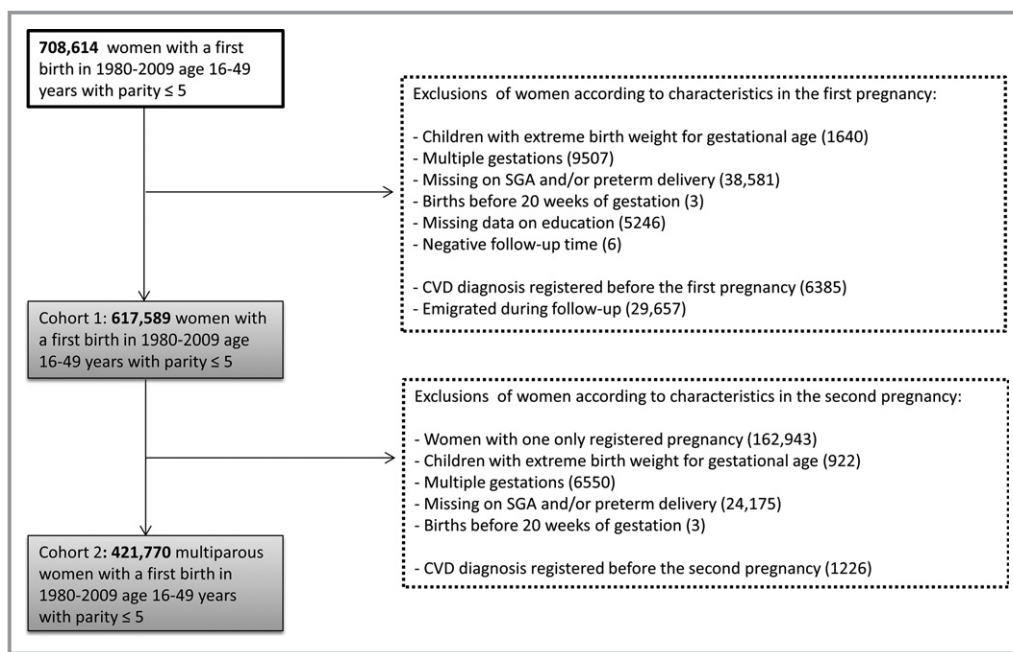 708,614 women with a first
birth in 1980-2009 age 16-49
years with parity ≤ 5
Exclusions of women according to characteristics in the first pregnancy:
- Children with extreme birth weight for gestational age (1640)
- Multiple gestations (9507)
- Missing on SGA and/or preterm delivery (38,581)
- Births before 20 weeks of gestation (3)
- Missing data on education (5246)
- Negative follow-up time (6)
- CVD diagnosis registered before the first pregnancy (6385)
- Emigrated during follow-up (29,657)
Cohort 1: 617,589 women with
a first birth in 1980-2009 age
16-49 years with parity ≤ 5
Exclusions of women according to characteristics in the second pregnancy:
- Women with one only registered pregnancy (162,943)
- Children with extreme birth weight for gestational age (922)
- Multiple gestations (6550)
- Missing on SGA and/or preterm delivery (24,175)
- Births before 20 weeks of gestation (3)
- CVD diagnosis registered before the second pregnancy (1226)
Cohort 2: 421,770 multiparous
women with a first birth in
1980-2009 age 16-49 years
with parity ≤ 5